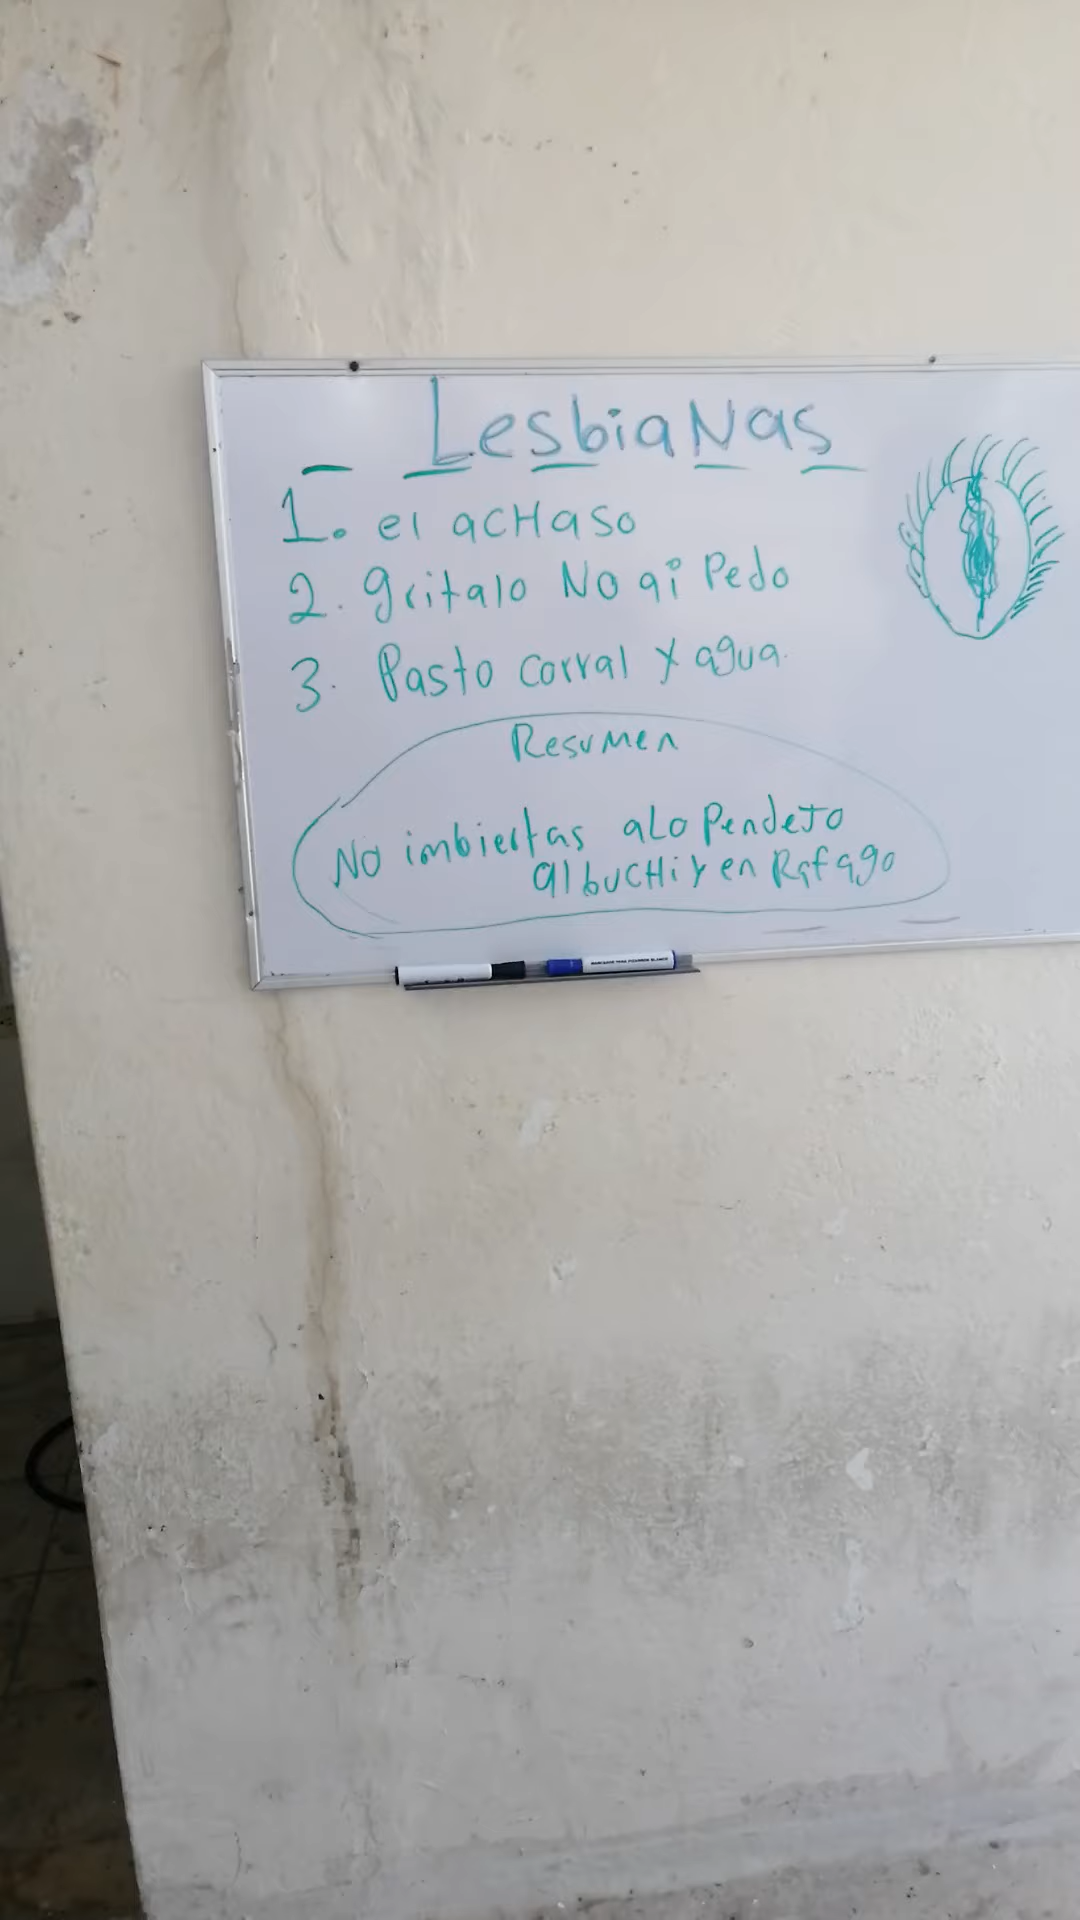 LesbiaNas
1. el acHaso
2. gritalo No qi Pedo
3. Pasto corral y agua.
Resumen
No imbiertas aLo PendeJo
al bucHi y en Rafago